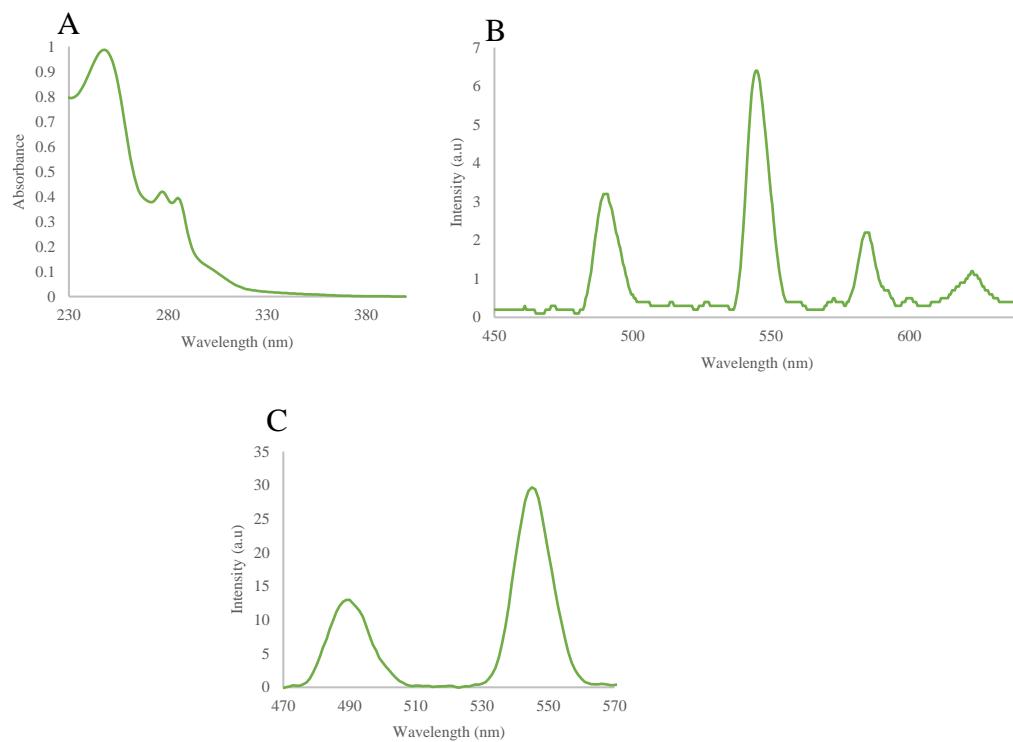 A
1
0.9
0.8
0.7
0.6
0.5
0.4
0.3
0.2
0.1
0
Absorbance
230 280 330 380
Wavelength (nm)
B
7
6
5
4
3
2
1
0
Intensity (a.u)
450 500 550 600
Wavelength (nm)
C
35
30
25
20
15
10
5
0
Intensity (a.u)
470 490 510 530 550 570
Wavelength (nm)